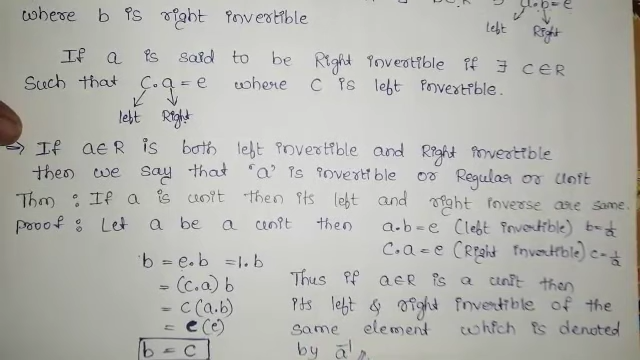 a.b=e
where b is right invertible
left Right
If a is said to be Right invertible if ∃ C∈R
Such that C.a = e where C is left invertible.
left Right
⇒ If a∈R is both left invertible and Right invertible
then we say that 'a' is invertible or Regular or Unit
Thm : If a is unit then its left and right inverse are same.
Proof : Let a be a unit then a.b=e (left invertible) b=1/a
C.a=e (Right invertible) c=1/a
b = e.b = 1.b
= (c.a) b
= c (a.b)
= c (e)
b = c
Thus if a∈R is a unit then
its left & right invertible of the
same element which is denoted
by a⁻¹